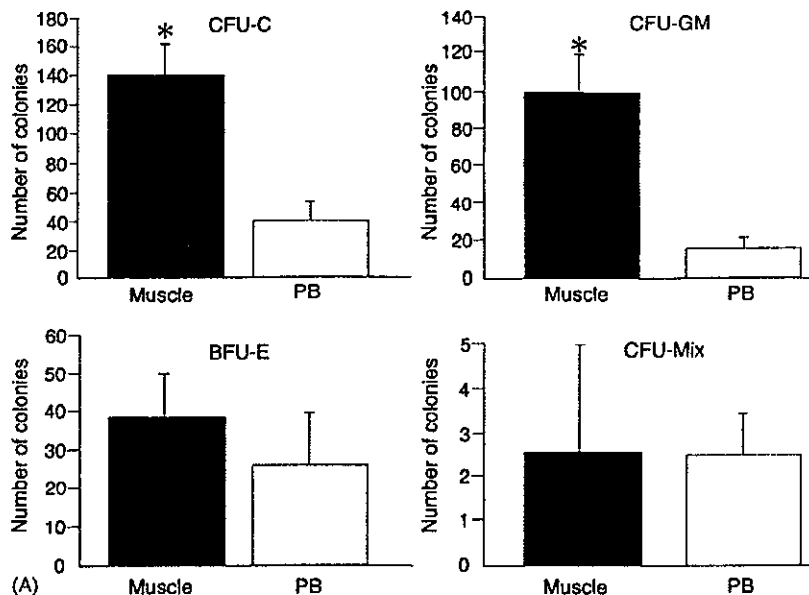 CFU-C
*
Number of colonies
180
160
140
120
100
80
60
40
20
0
Muscle PB
CFU-GM
*
Number of colonies
140
120
100
80
60
40
20
0
Muscle PB
BFU-E
Number of colonies
60
50
40
30
20
10
0
Muscle PB
CFU-Mix
Number of colonies
5
4
3
2
1
0
Muscle PB
(A)